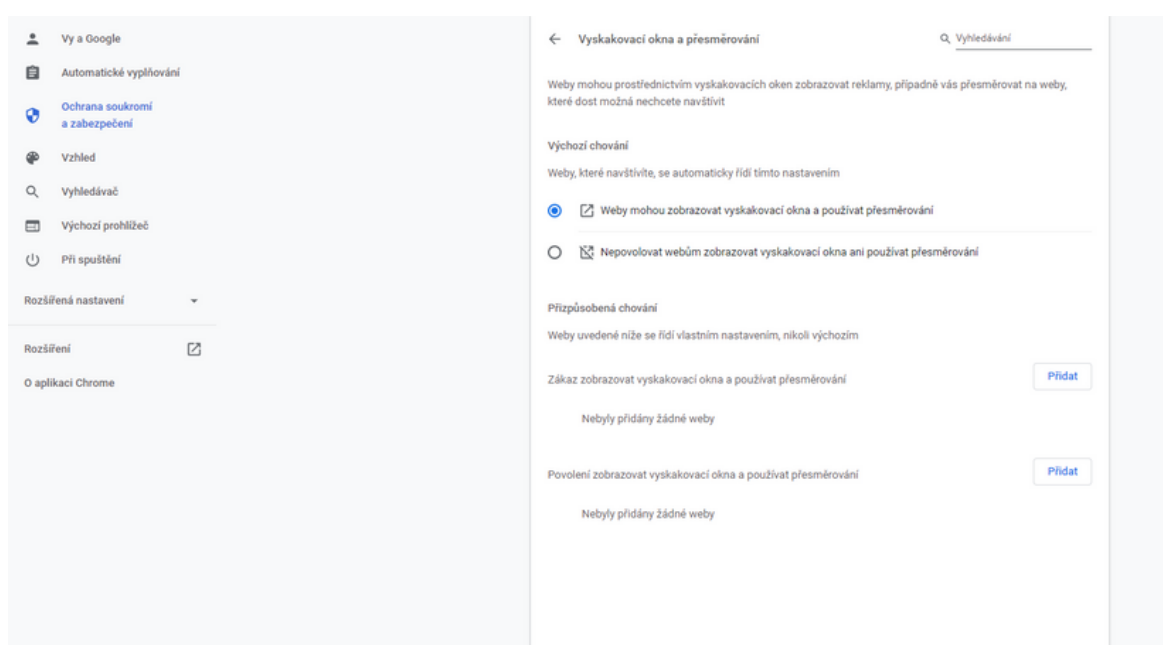 Vy a Google
Automatické vyplňování
Ochrana soukromí
a zabezpečení
Vzhled
Vyhledávač
Výchozí prohlížeč
Při spuštění
Rozšířená nastavení
Rozšíření
O aplikaci Chrome
Vyskakovací okna a přesměrování
Vyhledávání
Weby mohou prostřednictvím vyskakovacích oken zobrazovat reklamy, případně vás přesměrovat na weby,
které dost možná nechcete navštívit
Výchozí chování
Weby, které navštívíte, se automaticky řídí tímto nastavením
Weby mohou zobrazovat vyskakovací okna a používat přesměrování
Nepovolovat webům zobrazovat vyskakovací okna ani používat přesměrování
Přizpůsobená chování
Weby uvedené níže se řídí vlastním nastavením, nikoli výchozím
Zákaz zobrazovat vyskakovací okna a používat přesměrování
Přidat
Nebyly přidány žádné weby
Povolení zobrazovat vyskakovací okna a používat přesměrování
Přidat
Nebyly přidány žádné weby